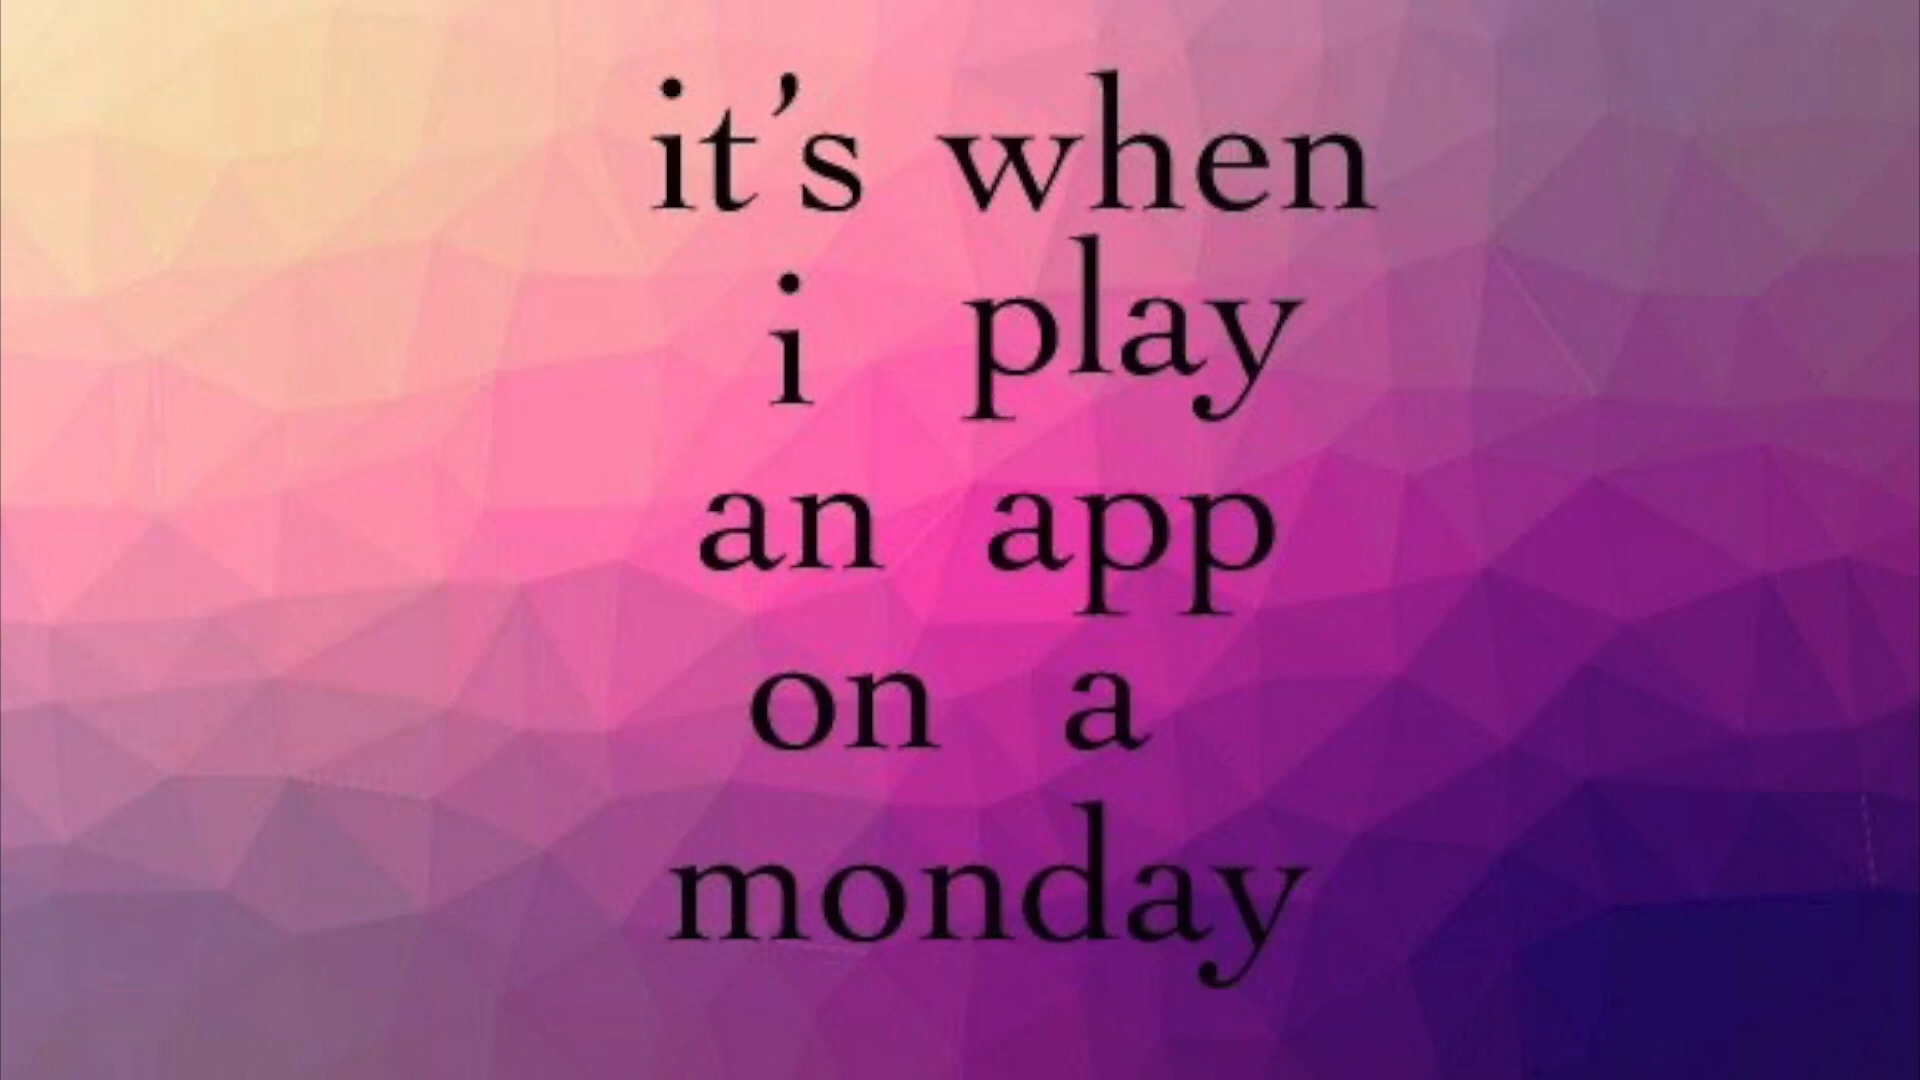 it’s when
i play
an app
on a
monday